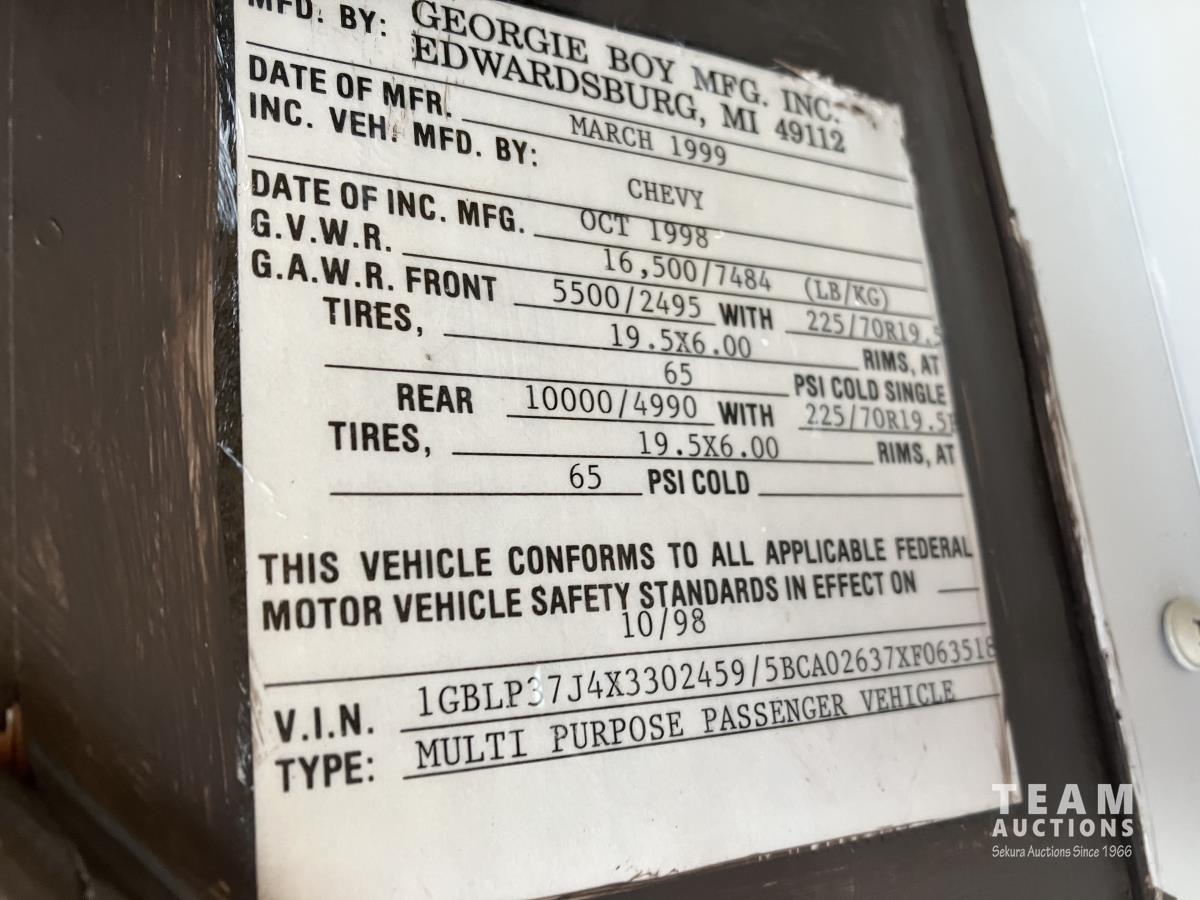 MFD. BY: GEORGIE BOY MFG. INC.
EDWARDSBURG, MI 49112
DATE OF MFR. MARCH 1999
INC. VEH. MFD. BY:
CHEVY
DATE OF INC. MFG. OCT 1998
G.V.W.R. 16,500/7484 (LB/KG)
G.A.W.R. FRONT 5500/2495 WITH 225/70R19.5
TIRES, 19.5X6.00 RIMS, AT
65 PSI COLD SINGLE
REAR 10000/4990 WITH 225/70R19.5F
TIRES, 19.5X6.00 RIMS, AT
65 PSI COLD
THIS VEHICLE CONFORMS TO ALL APPLICABLE FEDERAL
MOTOR VEHICLE SAFETY STANDARDS IN EFFECT ON
10/98
V.I.N. 1GBLP37J4X3302459/5BCA02637XF063518
TYPE: MULTI PURPOSE PASSENGER VEHICLE
TEAM
AUCTIONS
Sekura Auctions Since 1966